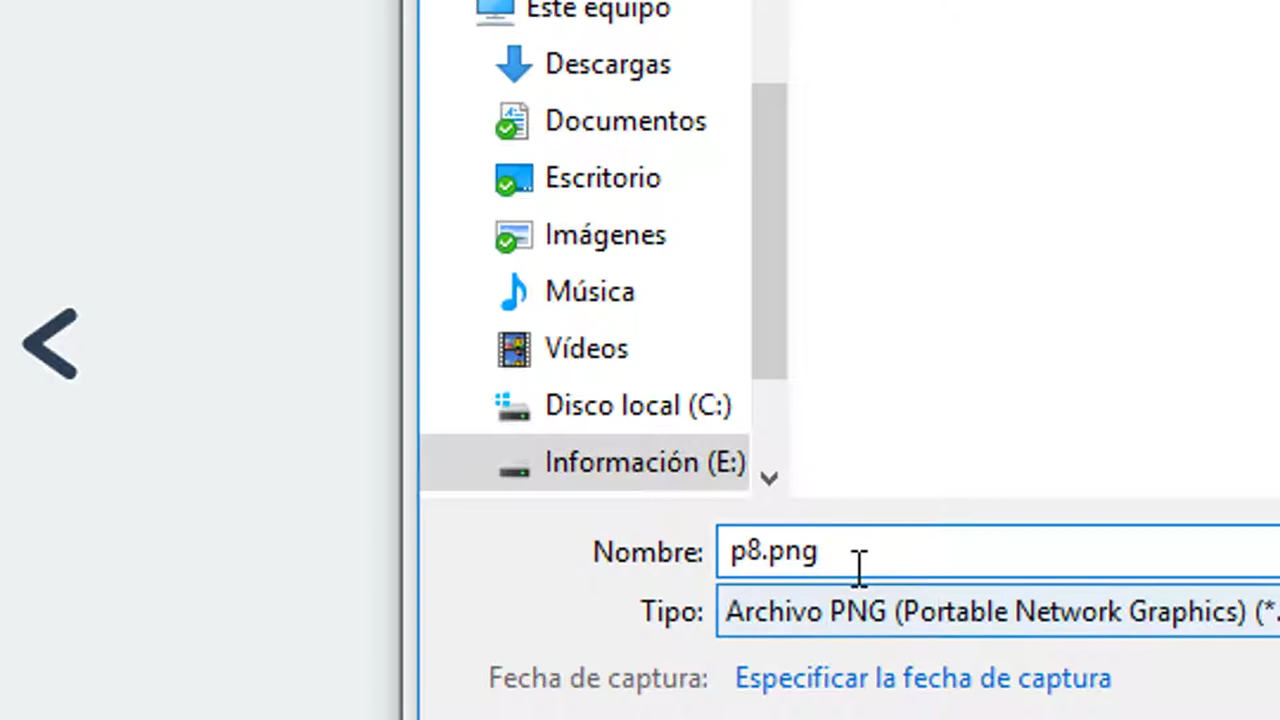 Este equipo
Descargas
Documentos
Escritorio
Imágenes
Música
Vídeos
Disco local (C:)
Información (E:)
Nombre: p8.png
Tipo: Archivo PNG (Portable Network Graphics) (*.
Fecha de captura: Especificar la fecha de captura